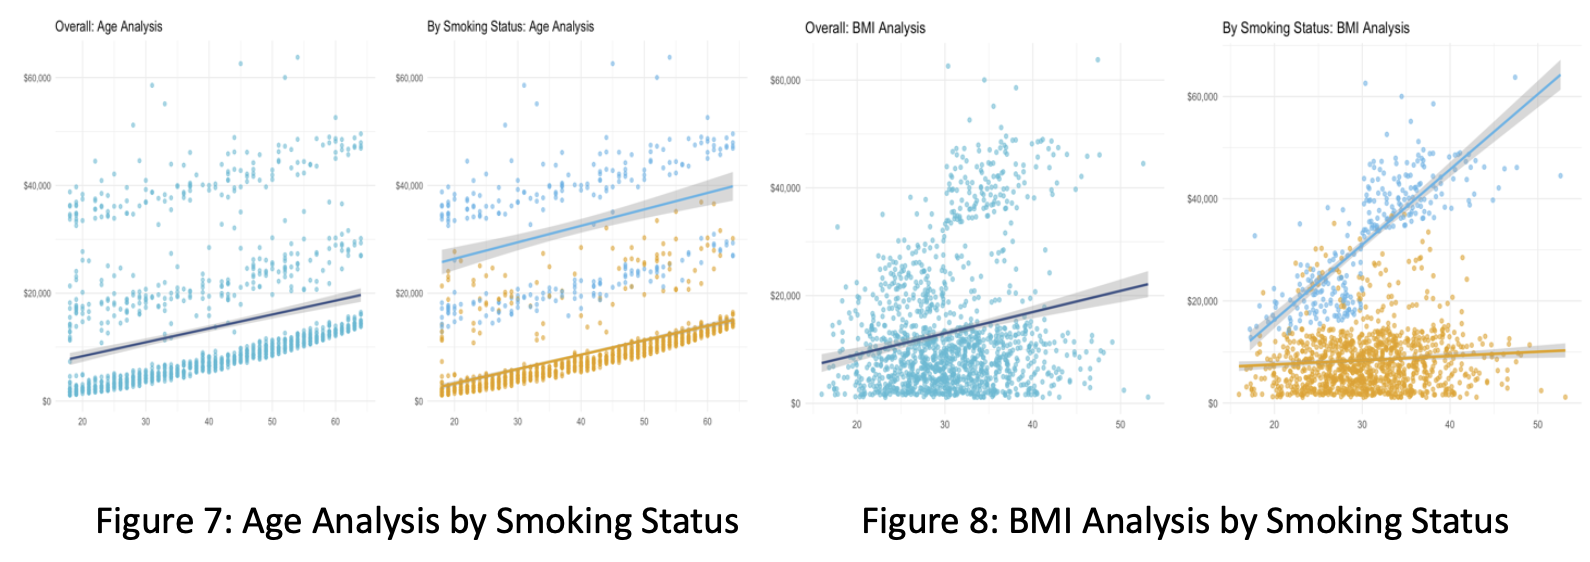 Overall: Age Analysis
$60,000
$40,000
$20,000
$0
20 30 40 50 60
By Smoking Status: Age Analysis
$60,000
$40,000
$20,000
$0
20 30 40 50 60
Figure 7: Age Analysis by Smoking Status
Overall: BMI Analysis
$60,000
$40,000
$20,000
$0
20 30 40 50
By Smoking Status: BMI Analysis
$60,000
$40,000
$20,000
$0
20 30 40 50
Figure 8: BMI Analysis by Smoking Status